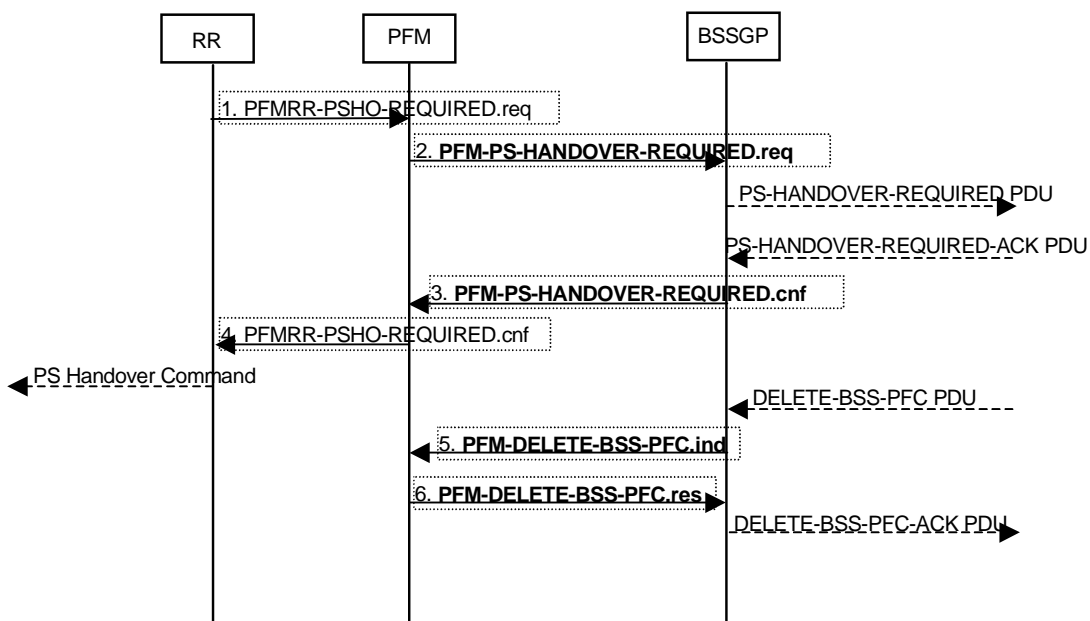 RR
PFM
BSSGP
1. PFMRR-PSHO-REQUIRED.req
2. PFM-PS-HANDOVER-REQUIRED.req
PS-HANDOVER-REQUIRED PDU
PS-HANDOVER-REQUIRED-ACK PDU
3. PFM-PS-HANDOVER-REQUIRED.cnf
4. PFMRR-PSHO-REQUIRED.cnf
PS Handover Command
DELETE-BSS-PFC PDU
5. PFM-DELETE-BSS-PFC.ind
6. PFM-DELETE-BSS-PFC.res
DELETE-BSS-PFC-ACK PDU